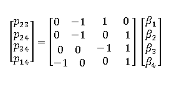 [p₂₂] = [0 -1 1 0] [β₁]
[p₂₄] [0 -1 0 1] [β₂]
[p₃₄] [0 0 -1 1] [β₃]
[p₁₄] [-1 0 0 1] [β₄]